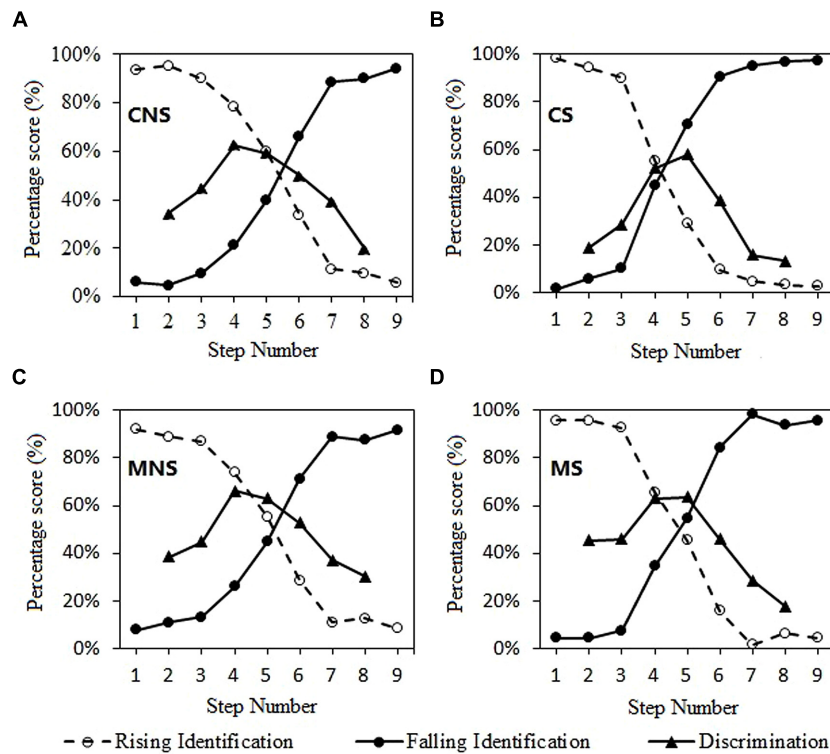 A
Percentage score (%)
100%
80%
60%
40%
20%
0%
CNS
1 2 3 4 5 6 7 8 9
Step Number
B
Percentage score (%)
100%
80%
60%
40%
20%
0%
CS
1 2 3 4 5 6 7 8 9
Step Number
C
Percentage score (%)
100%
80%
60%
40%
20%
0%
MNS
1 2 3 4 5 6 7 8 9
Step Number
D
Percentage score (%)
100%
80%
60%
40%
20%
0%
MS
1 2 3 4 5 6 7 8 9
Step Number
Rising Identification Falling Identification Discrimination